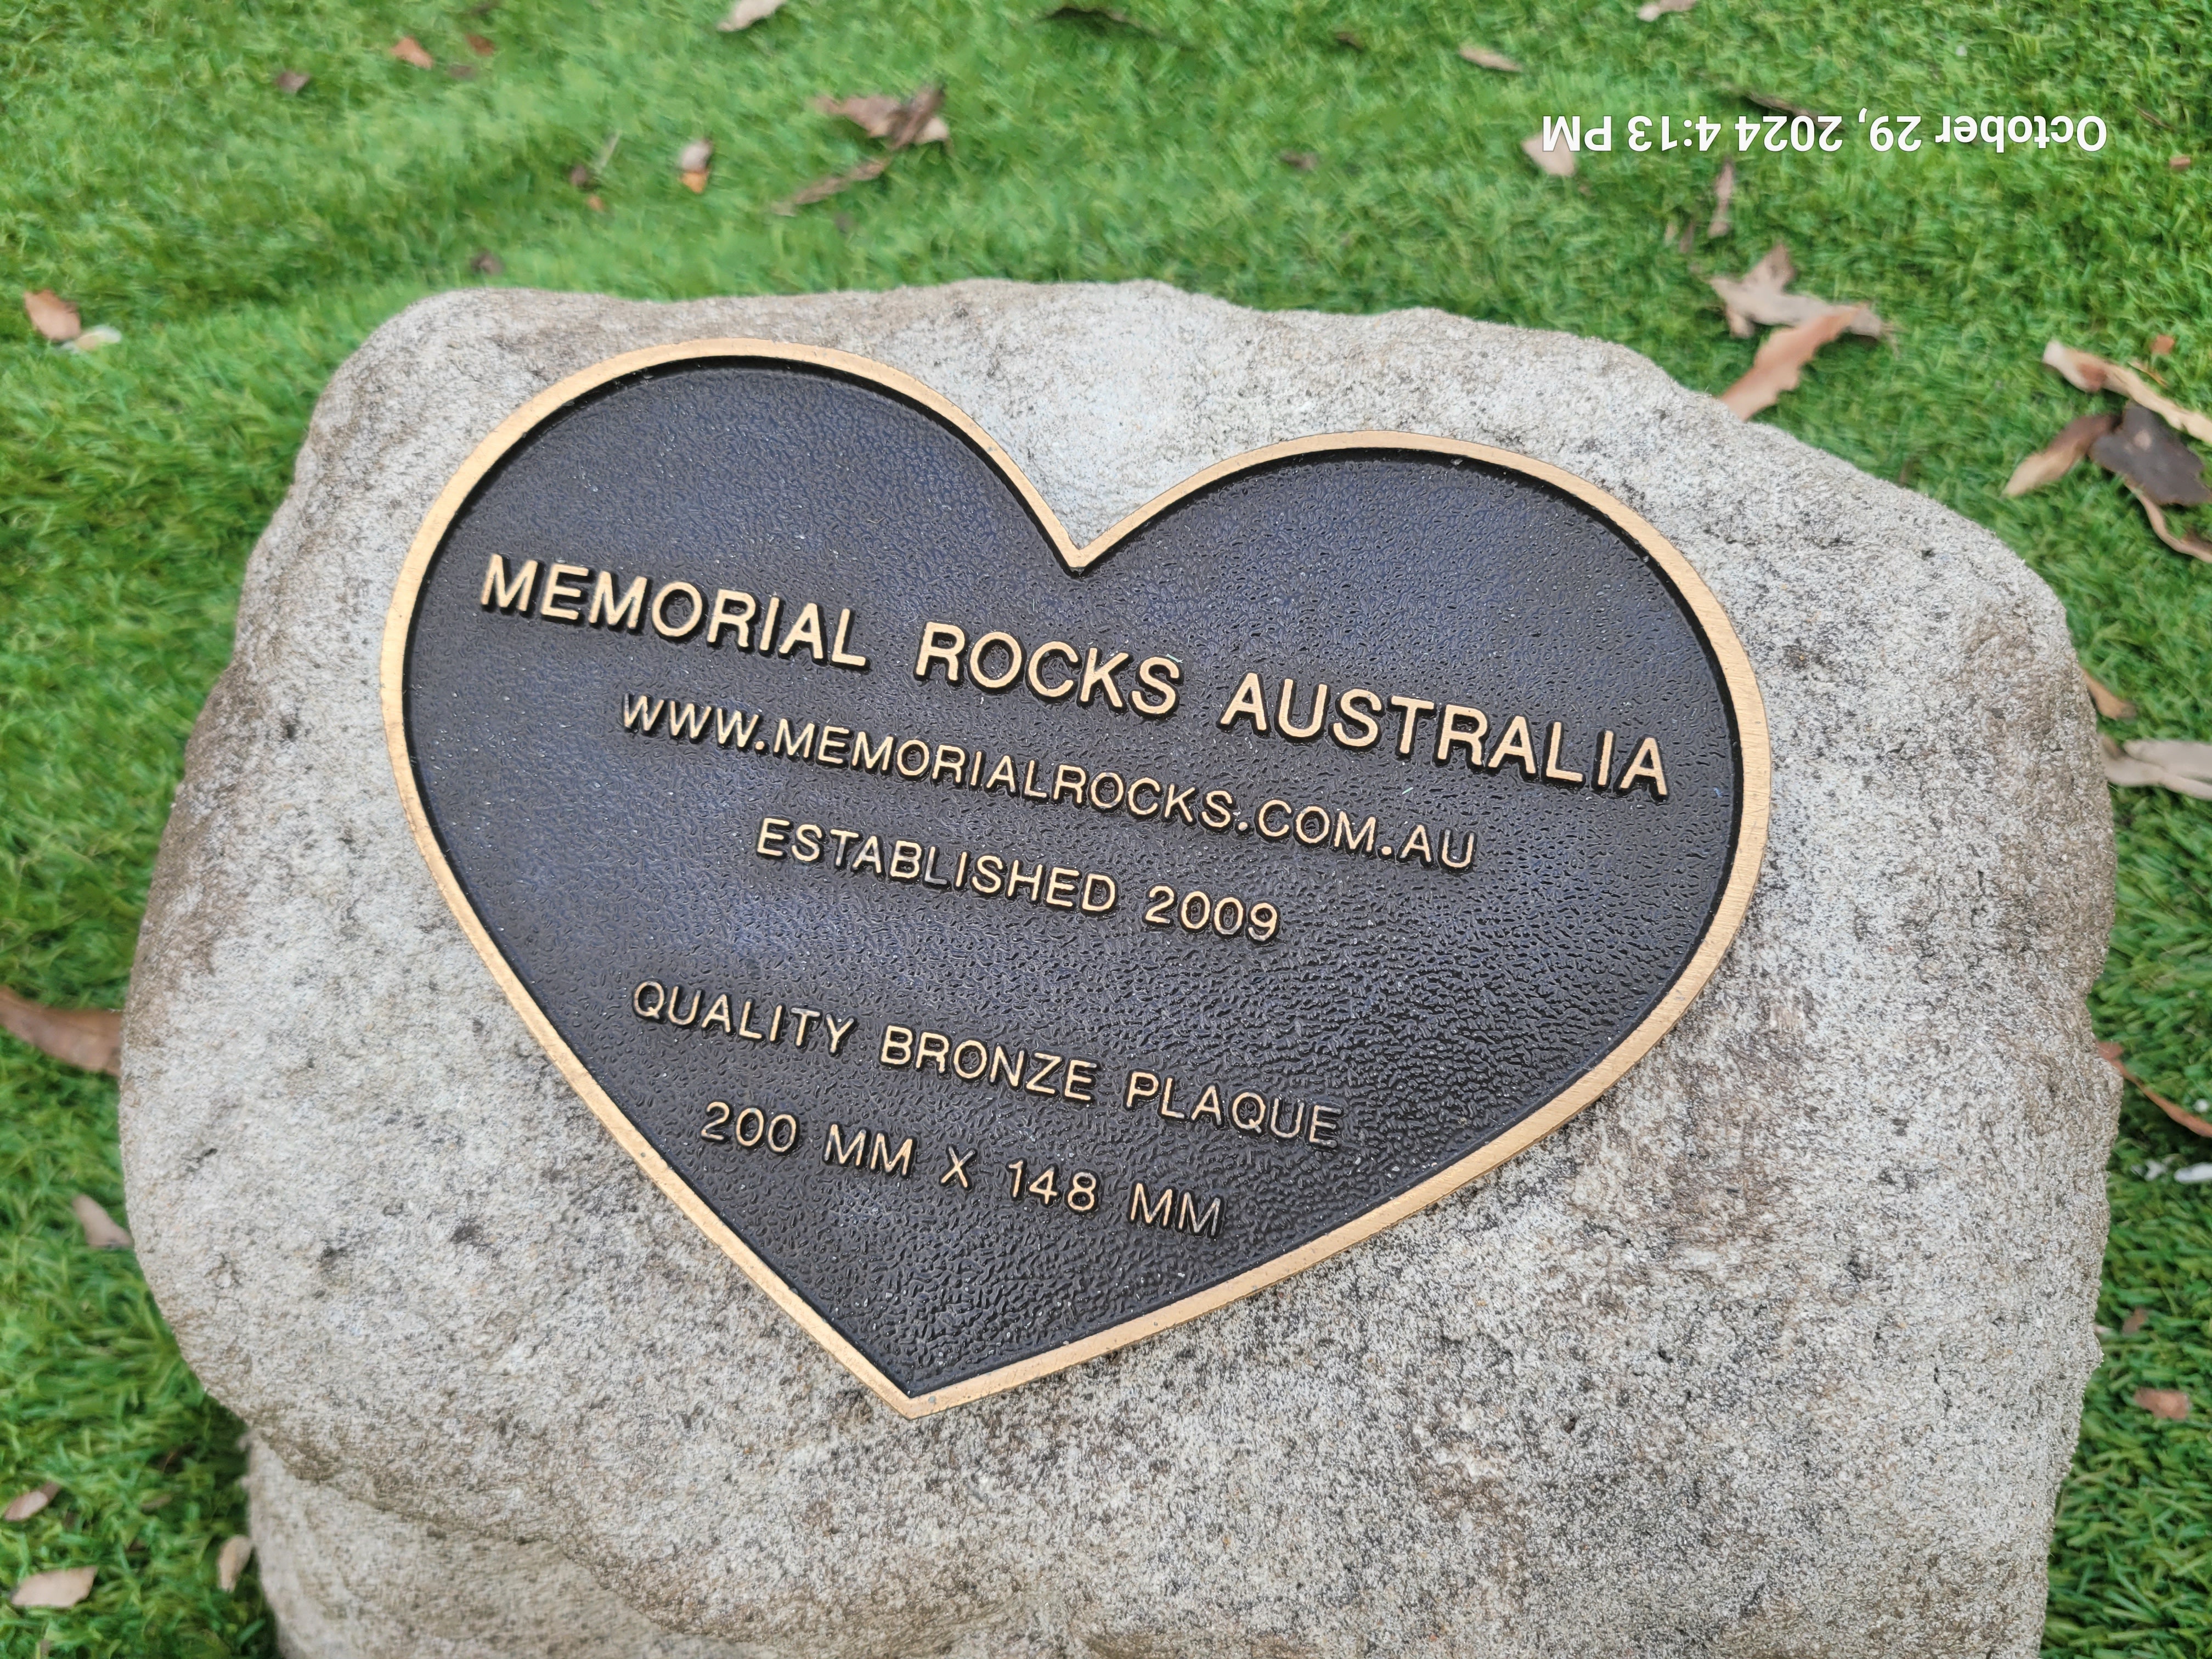 October 29, 2024 4:13 PM
MEMORIAL ROCKS AUSTRALIA
WWW.MEMORIALROCKS.COM.AU
ESTABLISHED 2009
QUALITY BRONZE PLAQUE
200 MM X 148 MM